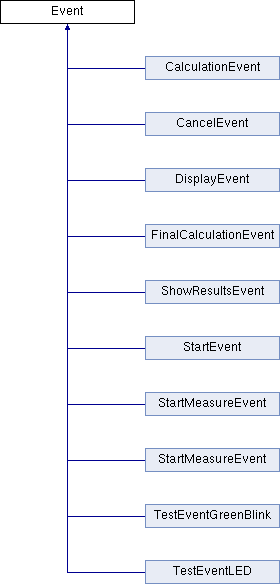 Event
CalculationEvent
CancelEvent
DisplayEvent
FinalCalculationEvent
ShowResultsEvent
StartEvent
StartMeasureEvent
StartMeasureEvent
TestEventGreenBlink
TestEventLED